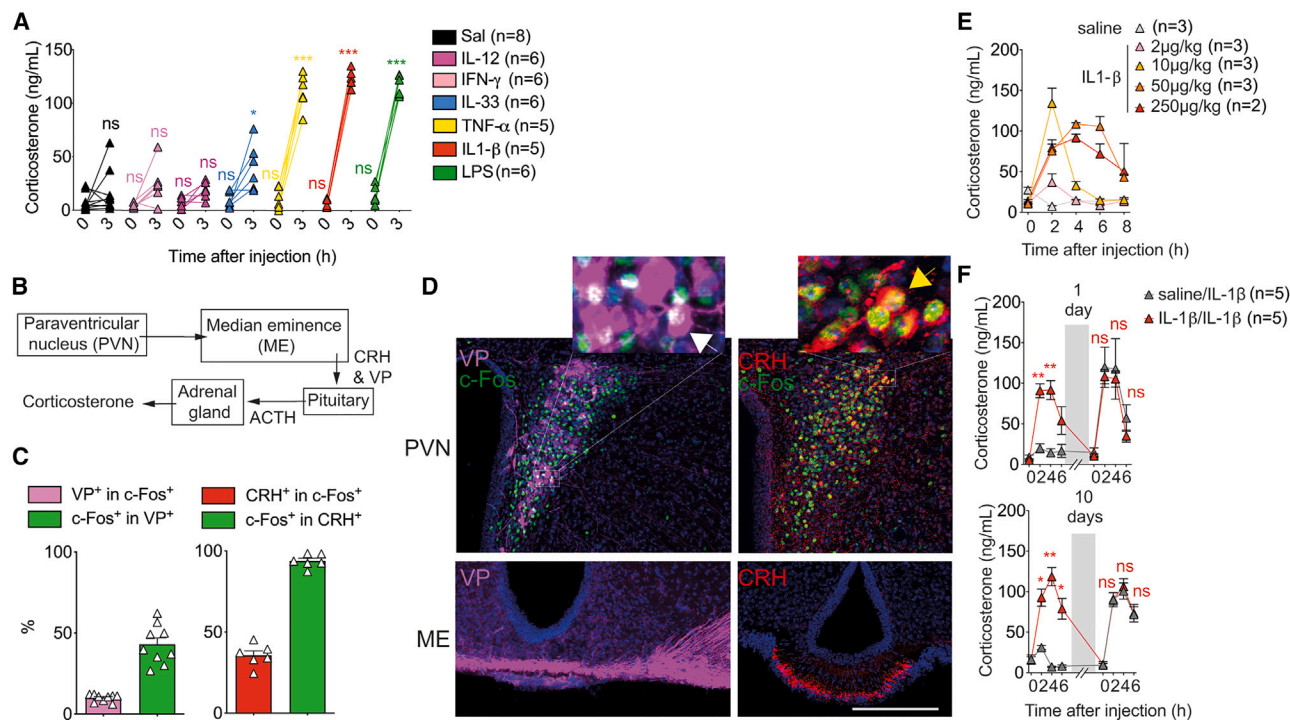 A
Corticosterone (ng/mL)
150
100
50
0
ns
ns
ns
ns
ns
*
ns
***
ns
***
ns
***
0 3 0 3 0 3 0 3 0 3 0 3 0 3
Time after injection (h)
Sal (n=8)
IL-12 (n=6)
IFN-γ (n=6)
IL-33 (n=6)
TNF-α (n=5)
IL1-β (n=5)
LPS (n=6)
B
Paraventricular
nucleus (PVN)
Median eminence
(ME)
CRH
& VP
Pituitary
ACTH
Adrenal
gland
Corticosterone
C
VP+ in c-Fos+
c-Fos+ in VP+
CRH+ in c-Fos+
c-Fos+ in CRH+
%
100
50
0
100
50
0
D
VP
c-Fos
CRH
c-Fos
PVN
VP
CRH
ME
E
saline (n=3)
IL1-β
2µg/kg (n=3)
10µg/kg (n=3)
50µg/kg (n=3)
250µg/kg (n=2)
Corticosterone (ng/mL)
200
150
100
50
0
0 2 4 6 8
Time after injection (h)
F
saline/IL-1β (n=5)
IL-1β/IL-1β (n=5)
1
day
Corticosterone (ng/mL)
200
150
100
50
0
** **
ns ns ns
0246 0246
10
days
Corticosterone (ng/mL)
200
150
100
50
0
* ** *
ns ns ns
0246 0246
Time after injection (h)